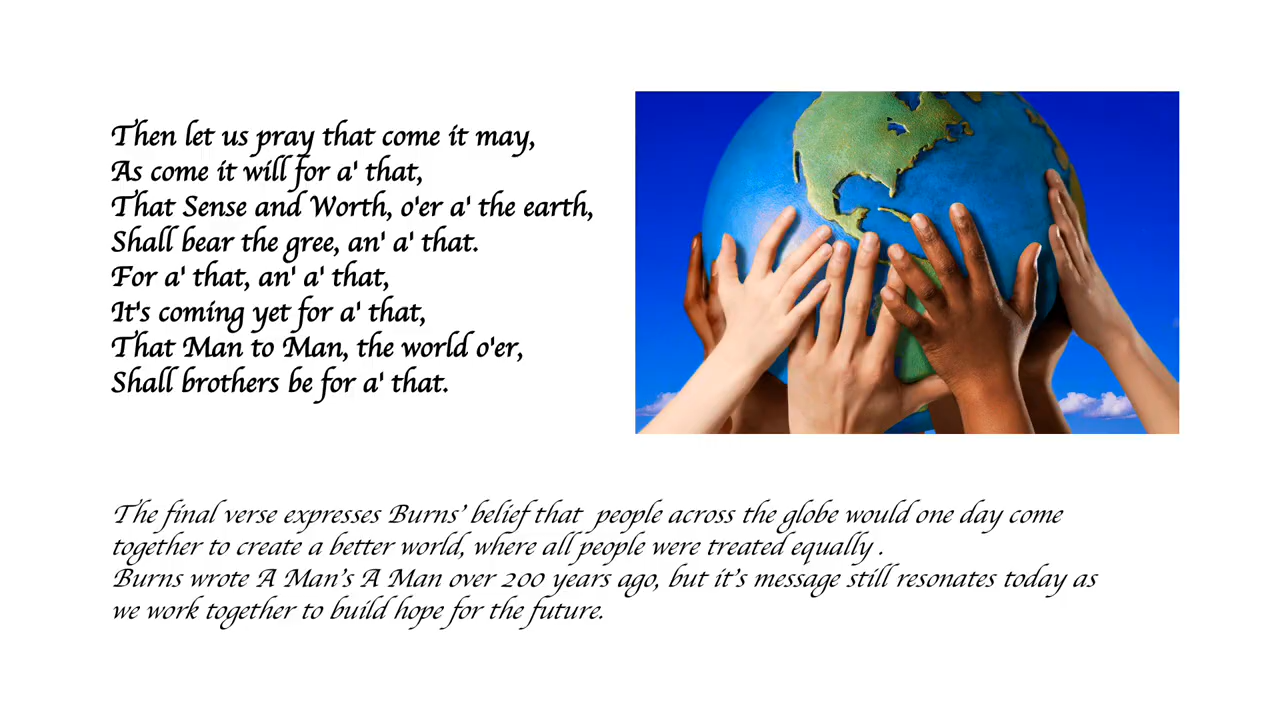 Then let us pray that come it may,
As come it will for a' that,
That Sense and Worth, o'er a' the earth,
Shall bear the gree, an' a' that.
For a' that, an' a' that,
It's coming yet for a' that,
That Man to Man, the world o'er,
Shall brothers be for a' that.
The final verse expresses Burns’ belief that  people across the globe would one day come
together to create a better world, where all people were treated equally .
Burns wrote A Man’s A Man over 200 years ago, but it’s message still resonates today as
we work together to build hope for the future.